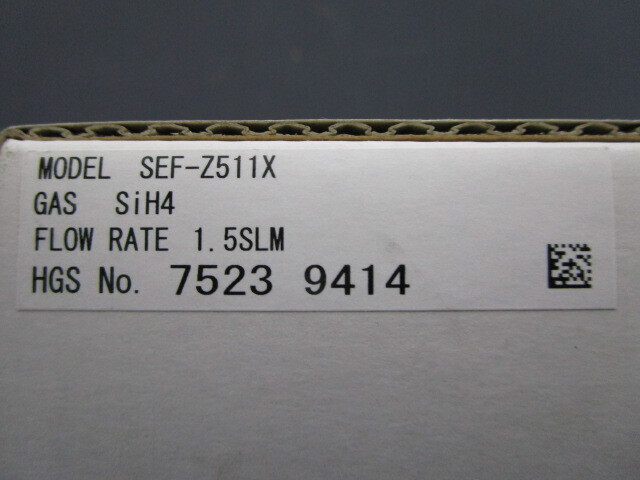 MODEL SEF-Z511X
GAS SiH4
FLOW RATE 1.5SLM
HGS No. 7523 9414